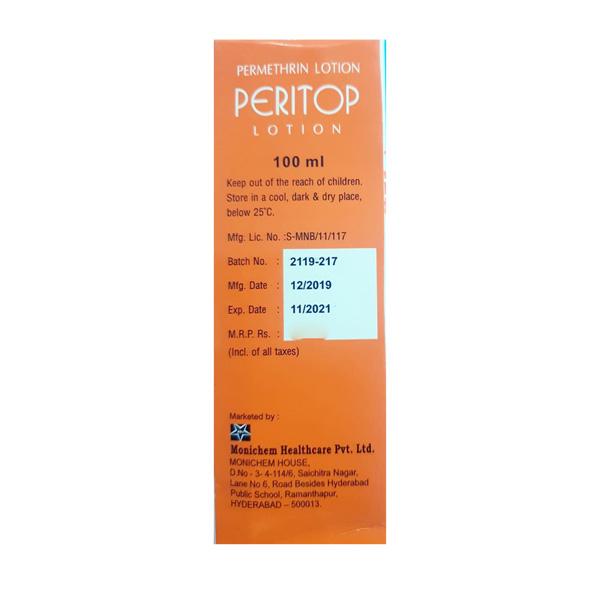 PERMETHRIN LOTION
PERITOP
LOTION
100 ml
Keep out of the reach of children.
Store in a cool, dark & dry place,
below 25°C.
Mfg. Lic. No. :S-MNB/11/117
Batch No. : 2119-217
Mfg. Date : 12/2019
Exp. Date : 11/2021
M.R.P. Rs. :
(Incl. of all taxes)
Marketed by :
Monichem Healthcare Pvt. Ltd.
MONICHEM HOUSE,
D.No - 3- 4-114/6, Saichitra Nagar,
Lane No 6, Road Besides Hyderabad
Public School, Ramanthapur,
HYDERABAD – 500013.